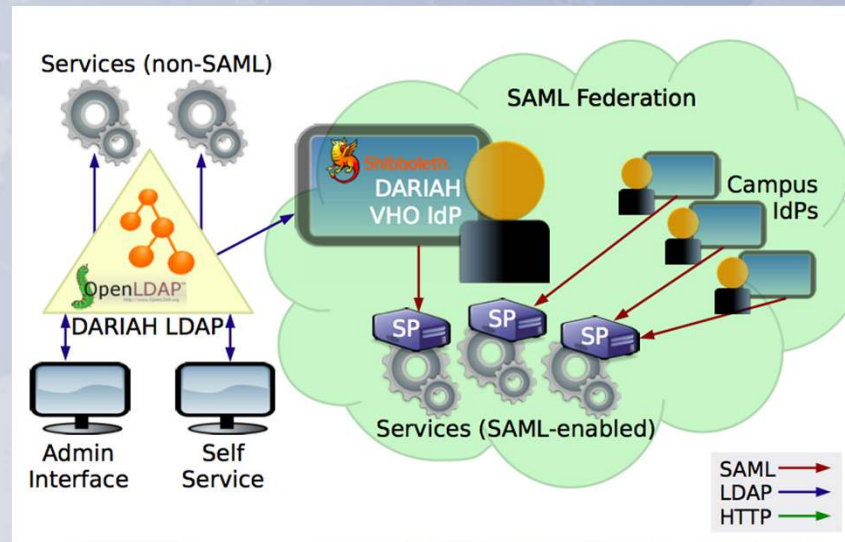 Services (non-SAML)
SAML Federation
Shibboleth
DARIAH
VHO IdP
Campus
IdPs
OpenLDAP
DARIAH LDAP
SP
SP
SP
Services (SAML-enabled)
Admin
Interface
Self
Service
SAML
LDAP
HTTP